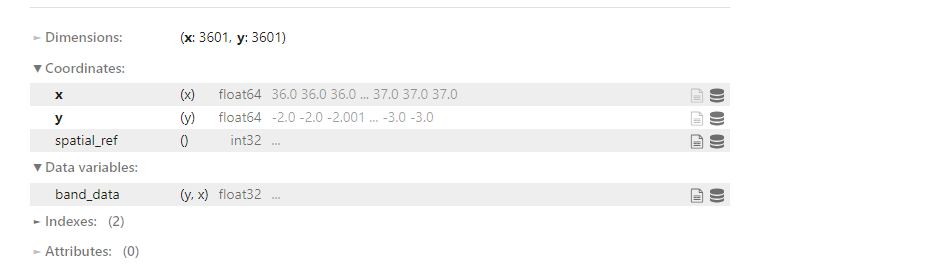 ► Dimensions: (x: 3601, y: 3601)
▼ Coordinates:
x (x) float64 36.0 36.0 36.0 ... 37.0 37.0 37.0
y (y) float64 -2.0 -2.0 -2.001 ... -3.0 -3.0
spatial_ref () int32 ...
▼ Data variables:
band_data (y, x) float32 ...
► Indexes: (2)
► Attributes: (0)